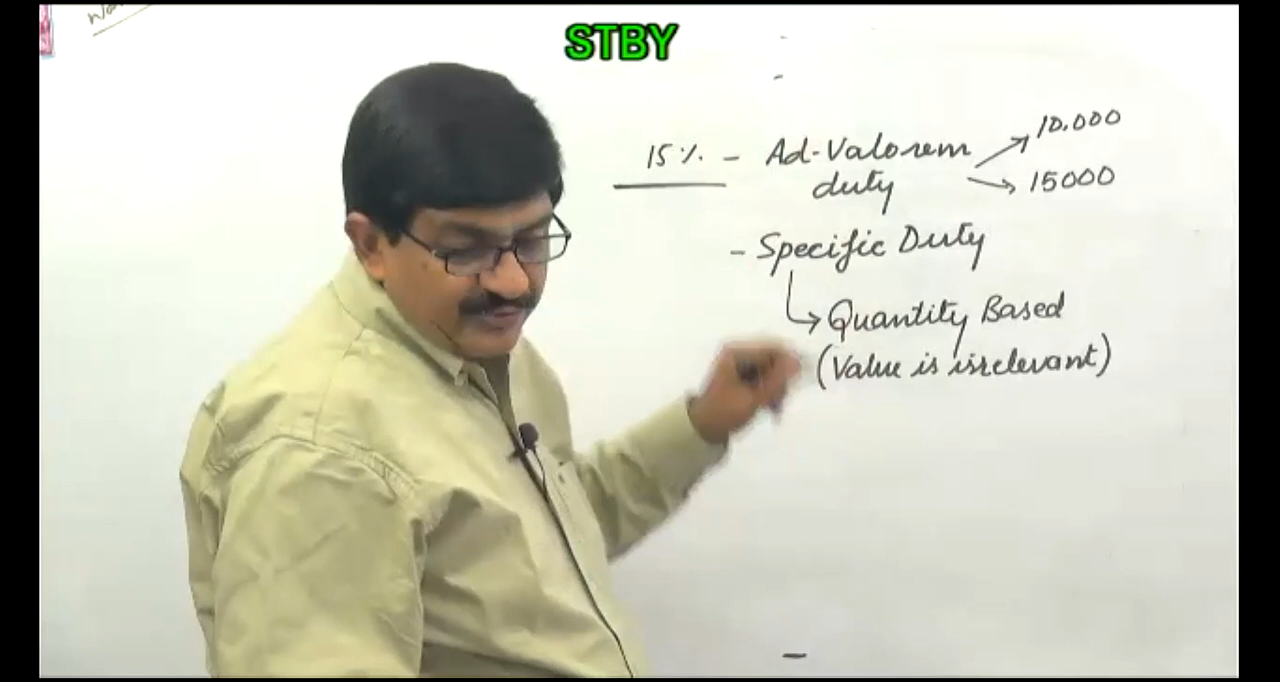 STBY
15% - Ad-Valorem duty
10.000
15000
- Specific Duty
Quantity Based
(Value is irrelevant)